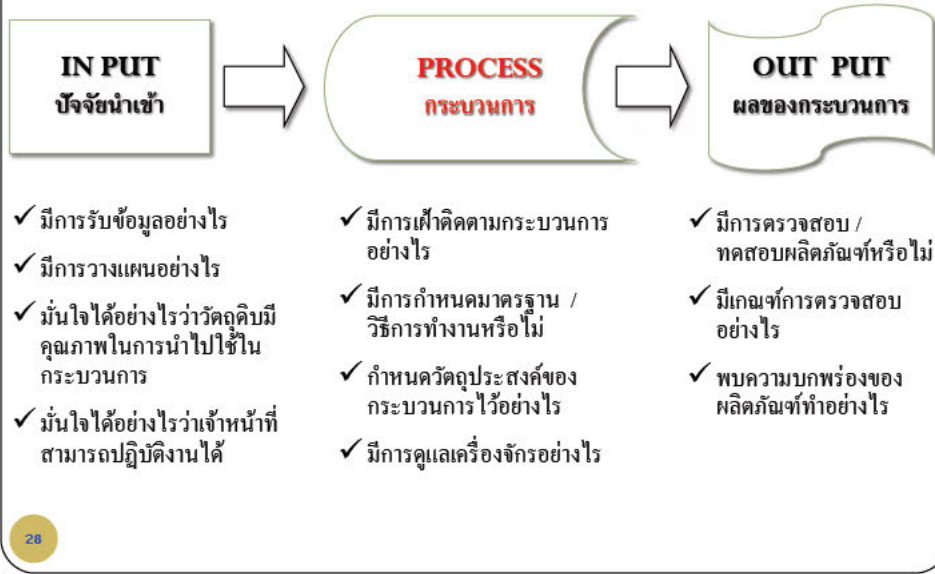 IN PUT
ปัจจัยนำเข้า
PROCESS
กระบวนการ
OUT PUT
ผลของกระบวนการ
✓ มีการรับข้อมูลอย่างไร
✓ มีการวางแผนอย่างไร
✓ มั่นใจได้อย่างไรว่าวัตถุดิบมี
คุณภาพในการนำไปใช้ใน
กระบวนการ
✓ มั่นใจได้อย่างไรว่าเจ้าหน้าที่
สามารถปฏิบัติงานได้
✓ มีการเฝ้าติดตามกระบวนการ
อย่างไร
✓ มีการกำหนดมาตรฐาน /
วิธีการทำงานหรือไม่
✓ กำหนดวัตถุประสงค์ของ
กระบวนการไว้อย่างไร
✓ มีการดูแลเครื่องจักรอย่างไร
✓ มีการตรวจสอบ /
ทดสอบผลิตภัณฑ์หรือไม่
✓ มีเกณฑ์การตรวจสอบ
อย่างไร
✓ พบความบกพร่องของ
ผลิตภัณฑ์ทำอย่างไร
28